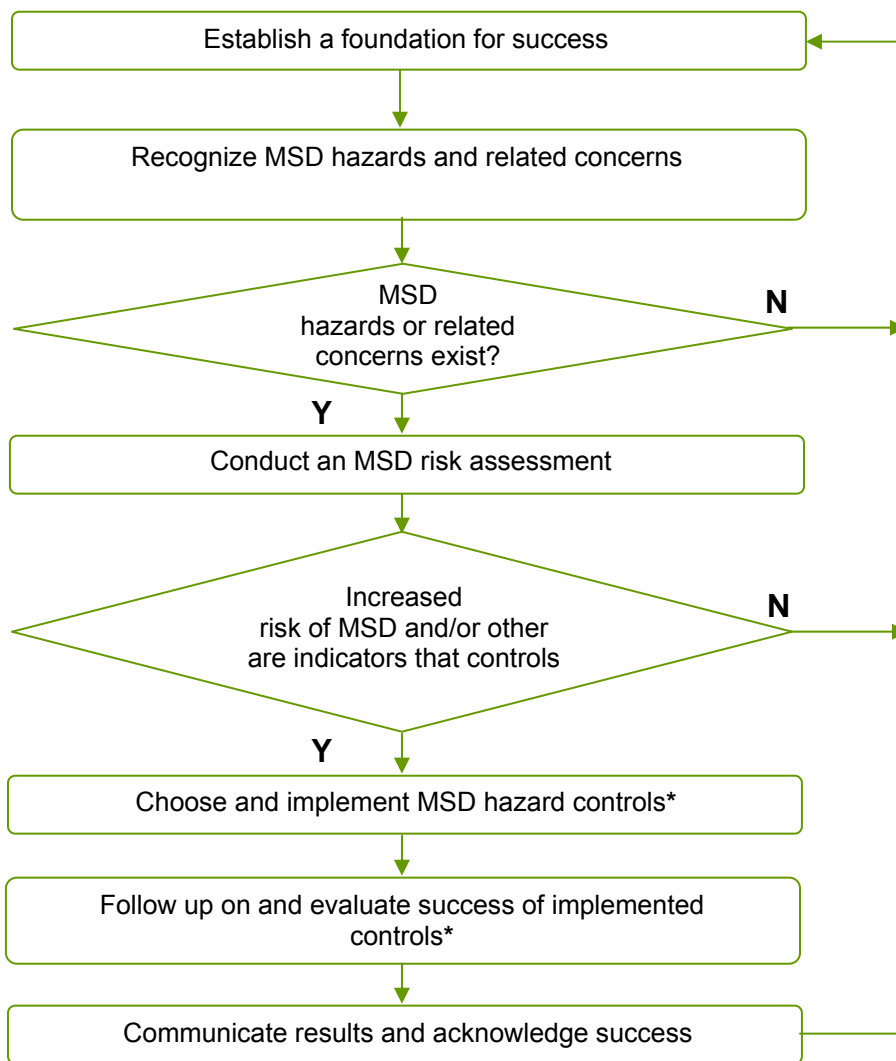 Establish a foundation for success
Recognize MSD hazards and related concerns
MSD
hazards or related
concerns exist?
N
Y
Conduct an MSD risk assessment
Increased
risk of MSD and/or other
are indicators that controls
N
Y
Choose and implement MSD hazard controls*
Follow up on and evaluate success of implemented
controls*
Communicate results and acknowledge success